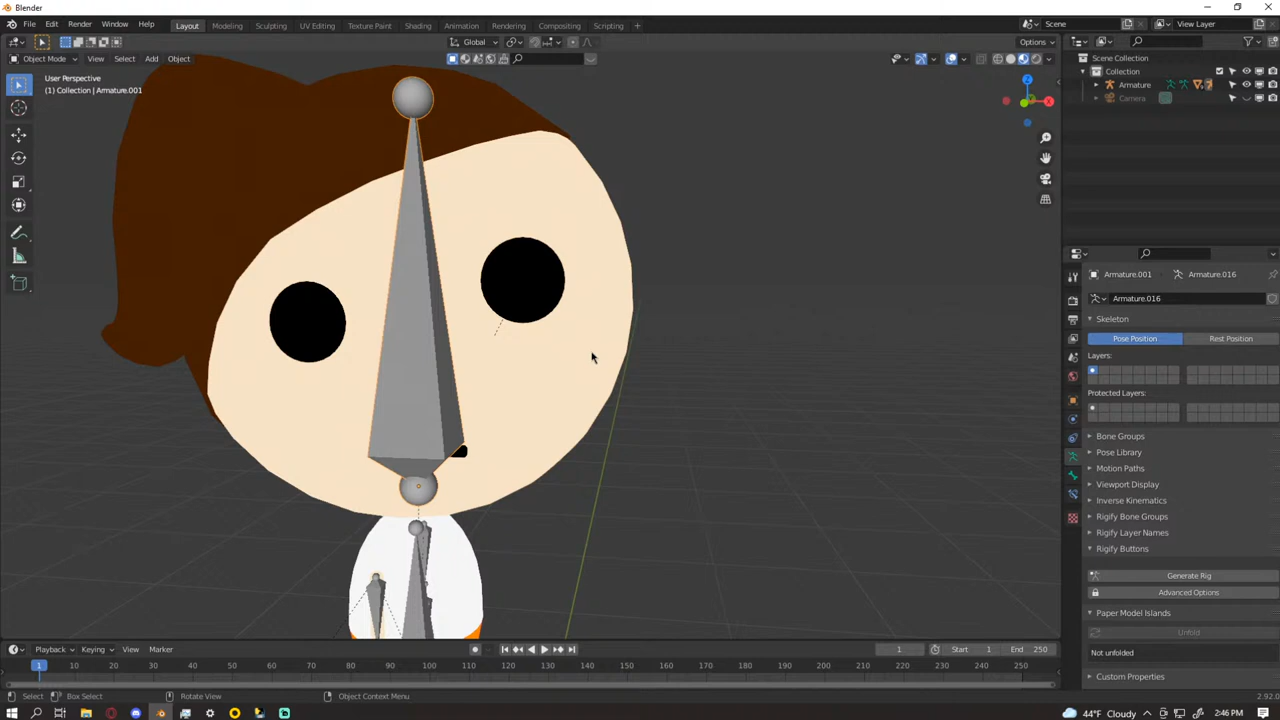 Blender
File Edit Render Window Help Layout Modeling Sculpting UV Editing Texture Paint Shading Animation Rendering Compositing Scripting + Scene View Layer
Global Options
Object Mode View Select Add Object
User Perspective
(1) Collection | Armature.001
Z
X
Scene Collection
Collection
Armature
Camera
Armature.001 Armature.016
Armature.016
Skeleton
Pose Position Rest Position
Layers:
Protected Layers:
Bone Groups
Pose Library
Motion Paths
Viewport Display
Inverse Kinematics
Rigify Bone Groups
Rigify Layer Names
Rigify Buttons
Generate Rig
Advanced Options
Paper Model Islands
Unfold
Not unfolded
Custom Properties
Playback Keying View Marker 1 Start 1 End 250
1 10 20 30 40 50 60 70 80 90 100 110 120 130 140 150 160 170 180 190 200 210 220 230 240 250
Select Box Select Rotate View Object Context Menu 2.92.0
44°F Cloudy 2:46 PM